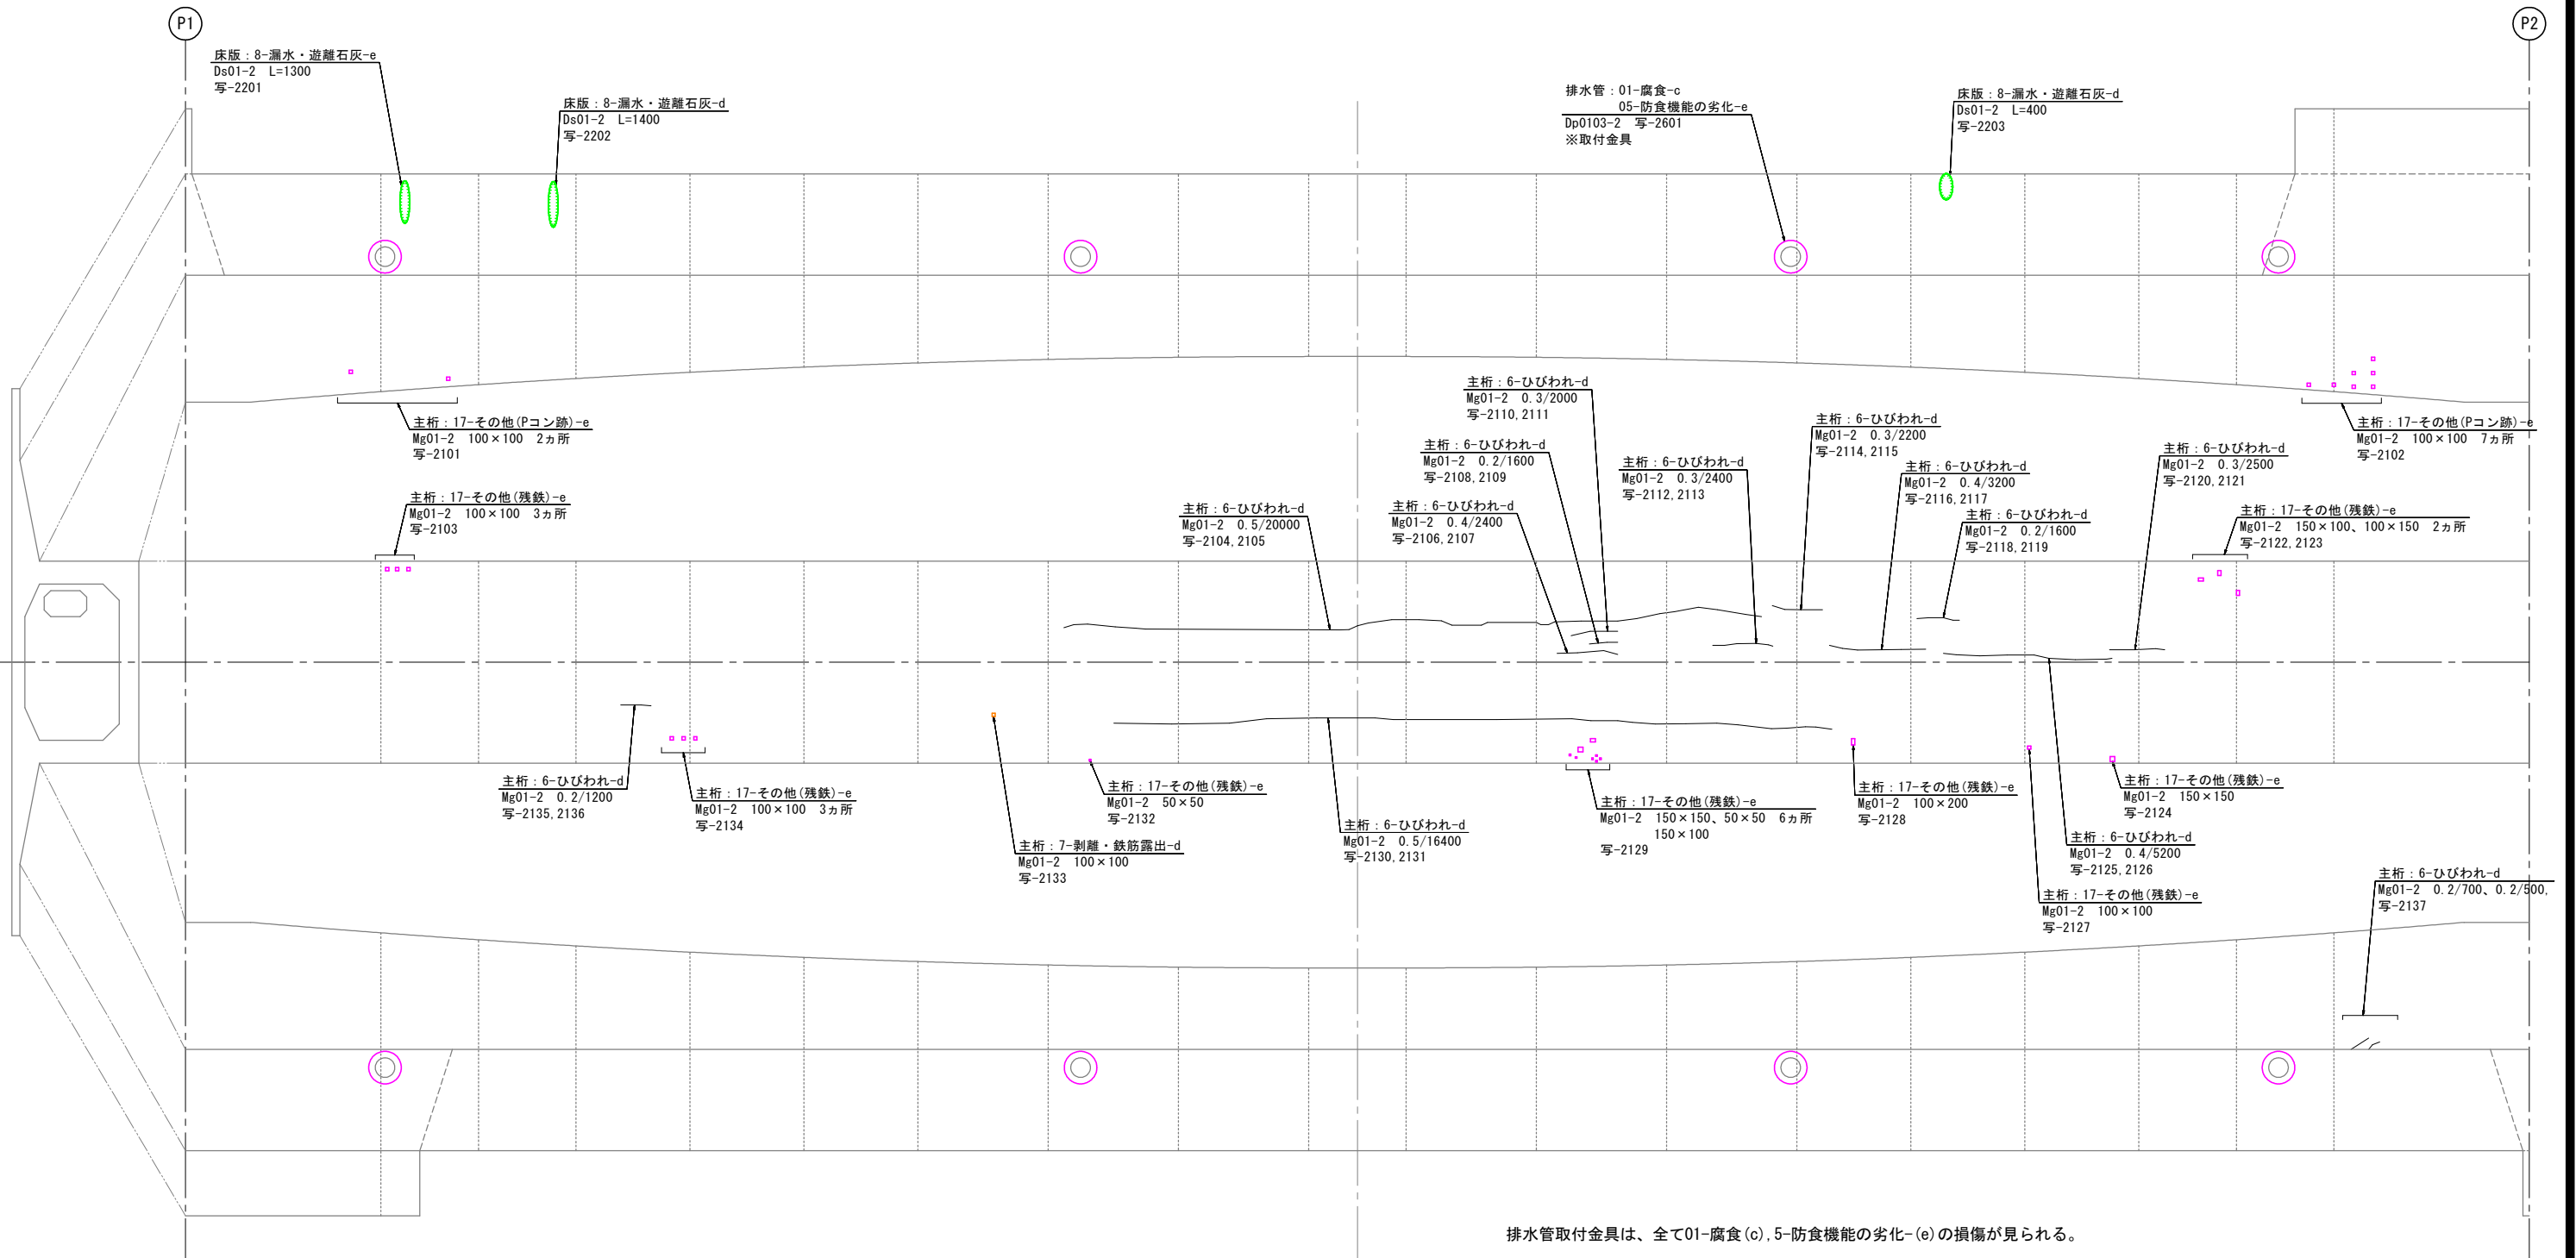 P1
P2
床版：8-漏水・遊離石灰-e
Ds01-2 L=1300
写-2201
床版：8-漏水・遊離石灰-d
Ds01-2 L=1400
写-2202
排水管：01-腐食-c
05-防食機能の劣化-e
Dp0103-2 写-2601
※取付金具
床版：8-漏水・遊離石灰-d
Ds01-2 L=400
写-2203
主桁：17-その他(Pコン跡)-e
Mg01-2 100×100 2ヵ所
写-2101
主桁：6-ひびわれ-d
Mg01-2 0.3/2000
写-2110,2111
主桁：6-ひびわれ-d
Mg01-2 0.3/2200
写-2114,2115
主桁：17-その他(Pコン跡)-e
Mg01-2 100×100 7ヵ所
写-2102
主桁：6-ひびわれ-d
Mg01-2 0.2/1600
写-2108,2109
主桁：6-ひびわれ-d
Mg01-2 0.3/2400
写-2112,2113
主桁：6-ひびわれ-d
Mg01-2 0.4/3200
写-2116,2117
主桁：6-ひびわれ-d
Mg01-2 0.3/2500
写-2120,2121
主桁：17-その他(残鉄)-e
Mg01-2 100×100 3ヵ所
写-2103
主桁：6-ひびわれ-d
Mg01-2 0.5/20000
写-2104,2105
主桁：6-ひびわれ-d
Mg01-2 0.4/2400
写-2106,2107
主桁：6-ひびわれ-d
Mg01-2 0.2/1600
写-2118,2119
主桁：17-その他(残鉄)-e
Mg01-2 150×100、100×150 2ヵ所
写-2122,2123
主桁：6-ひびわれ-d
Mg01-2 0.2/1200
写-2135,2136
主桁：17-その他(残鉄)-e
Mg01-2 100×100 3ヵ所
写-2134
主桁：7-剥離・鉄筋露出-d
Mg01-2 100×100
写-2133
主桁：17-その他(残鉄)-e
Mg01-2 50×50
写-2132
主桁：6-ひびわれ-d
Mg01-2 0.5/16400
写-2130,2131
主桁：17-その他(残鉄)-e
Mg01-2 150×150、50×50 6ヵ所
150×100
写-2129
主桁：17-その他(残鉄)-e
Mg01-2 100×200
写-2128
主桁：17-その他(残鉄)-e
Mg01-2 150×150
写-2124
主桁：6-ひびわれ-d
Mg01-2 0.4/5200
写-2125,2126
主桁：17-その他(残鉄)-e
Mg01-2 100×100
写-2127
主桁：6-ひびわれ-d
Mg01-2 0.2/700、0.2/500,
写-2137
排水管取付金具は、全て01-腐食(c),5-防食機能の劣化-(e)の損傷が見られる。